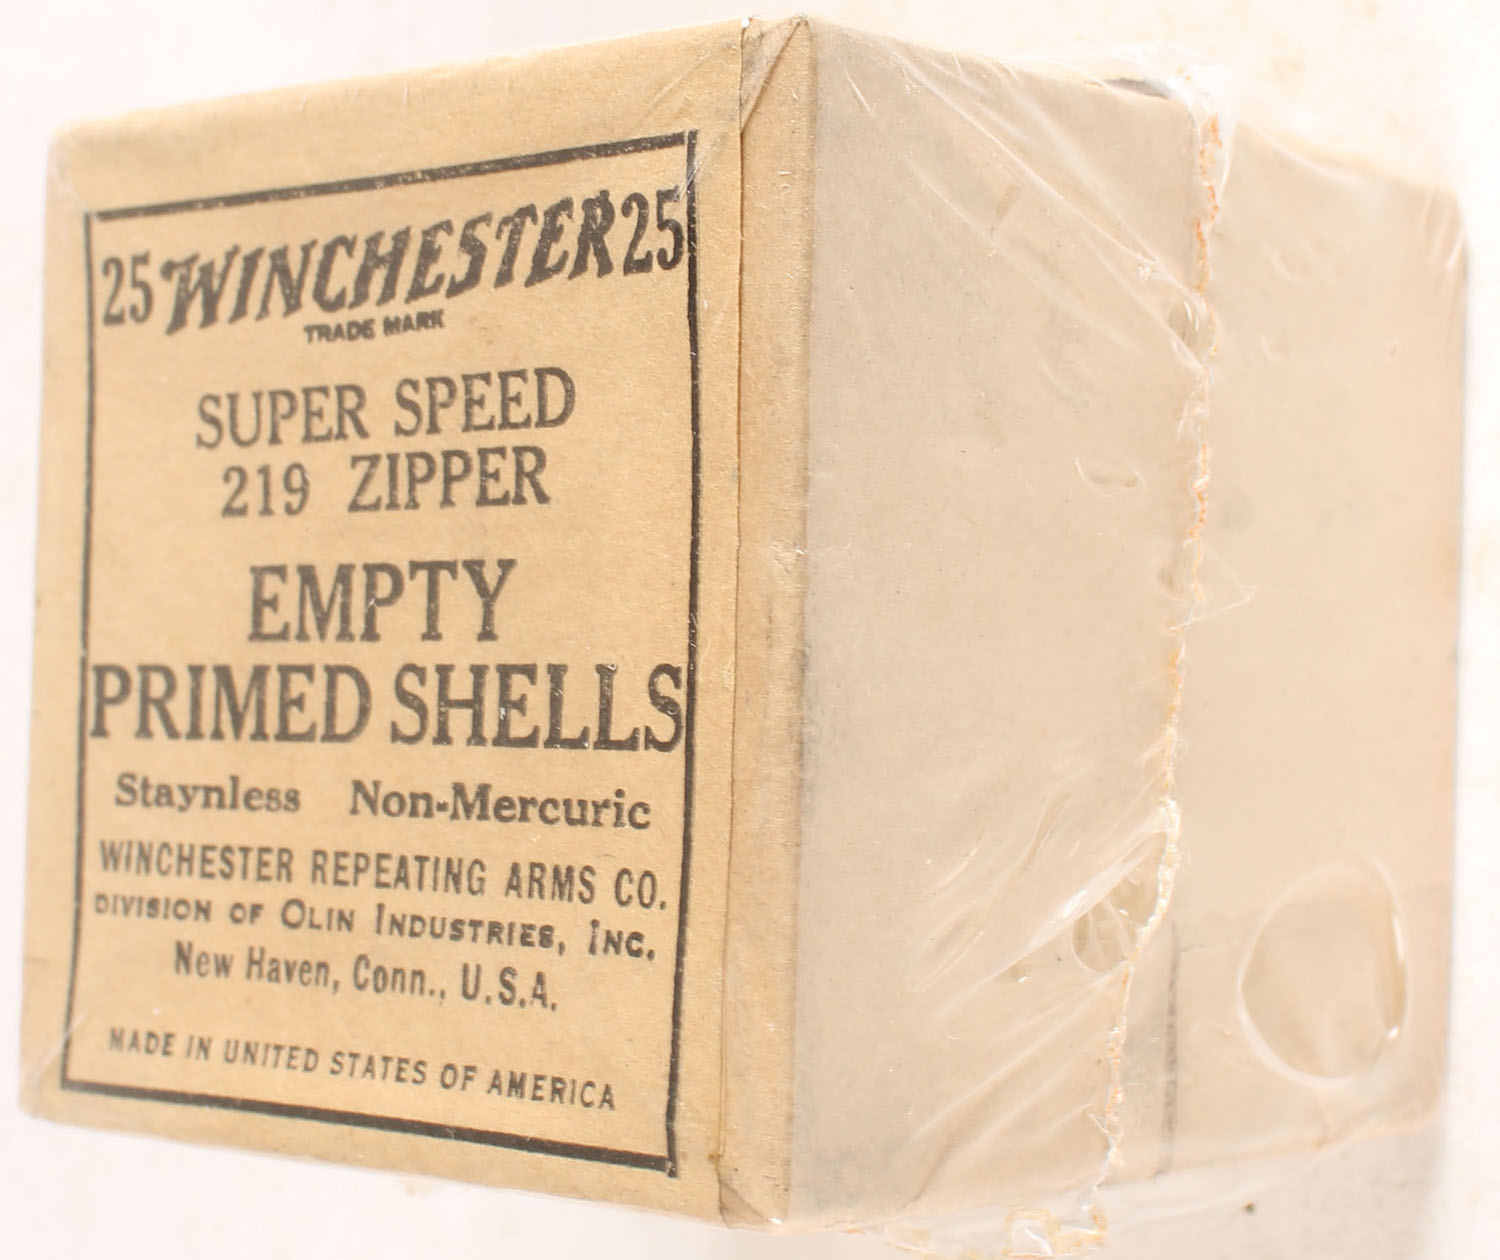 25 WINCHESTER 25
TRADE MARK
SUPER SPEED
219 ZIPPER
EMPTY
PRIMED SHELLS
Staynless Non-Mercuric
WINCHESTER REPEATING ARMS CO.
DIVISION OF OLIN INDUSTRIES, INC.
New Haven, Conn., U.S.A.
MADE IN UNITED STATES OF AMERICA